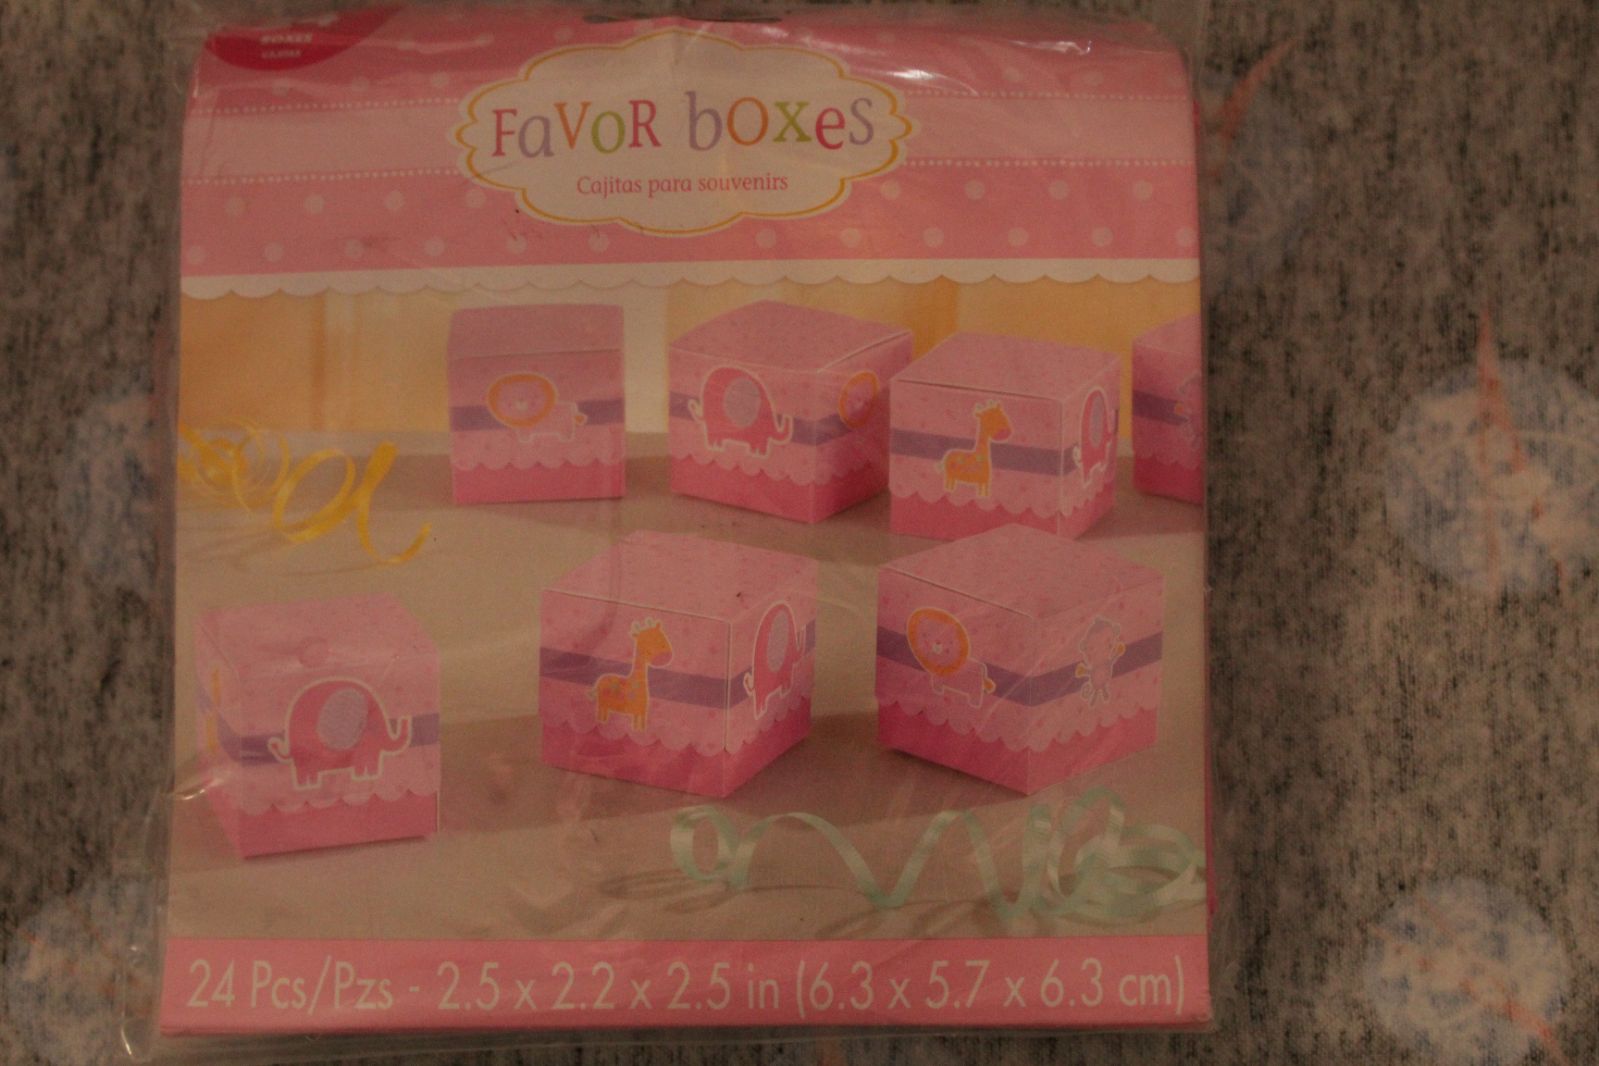 BOXES
FaVoR boxes
Cajitas para souvenirs
24 Pcs/Pzs - 2.5 x 2.2 x 2.5 in (6.3 x 5.7 x 6.3 cm)